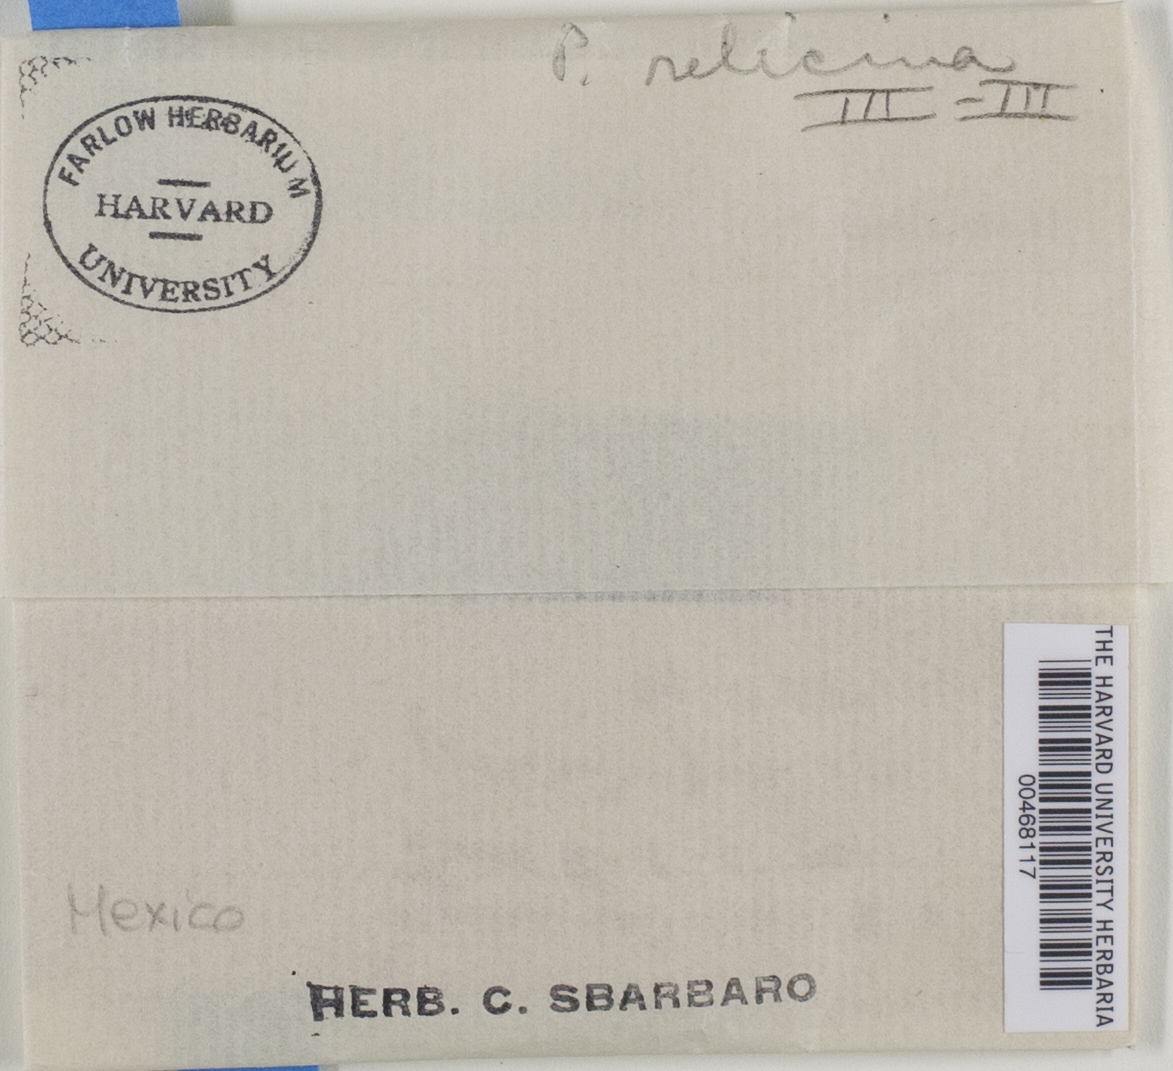 P. relicina
III - III
FARLOW HERBARIUM
HARVARD
UNIVERSITY
THE HARVARD UNIVERSITY HERBARIA
00468117
Mexico
HERB. C. SBARBARO